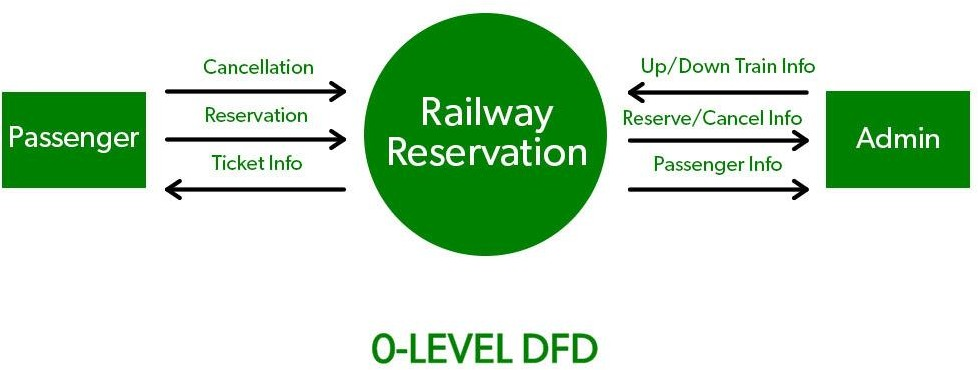 Cancellation
Up/Down Train Info
Reservation
Railway
Reserve/Cancel Info
Passenger
Admin
Reservation
Ticket Info
Passenger Info
0-LEVEL DFD